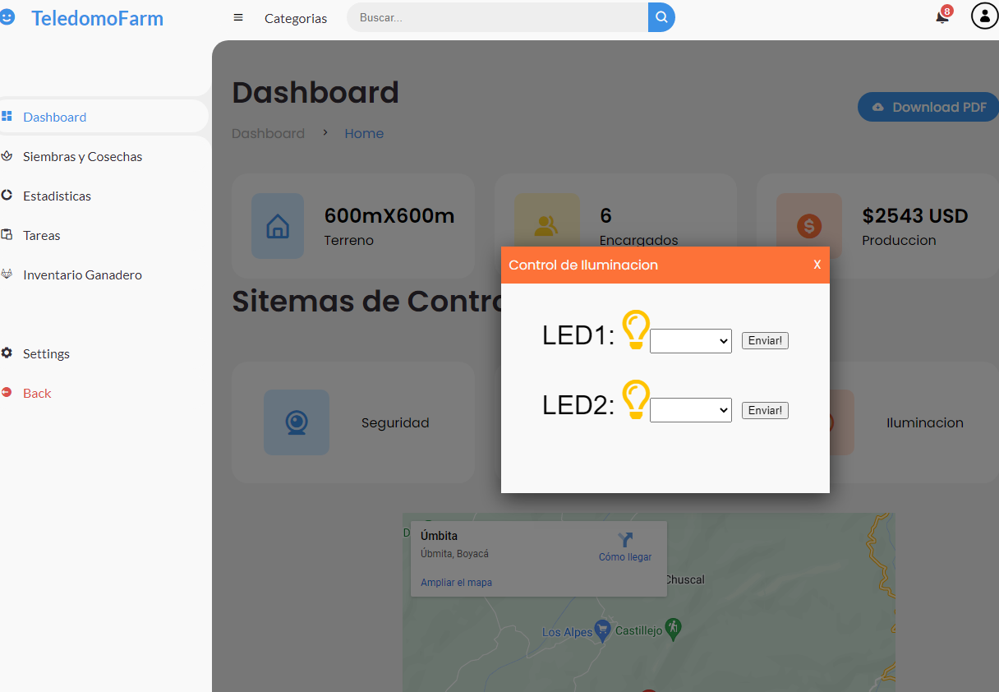 TeledomoFarm
Categorias
Buscar...
8
Dashboard
Siembras y Cosechas
Estadisticas
Tareas
Inventario Ganadero
Settings
Back
Dashboard
Dashboard > Home
Download PDF
600mX600m
Terreno
6
Encargados
$2543 USD
Produccion
Sitemas de Contro
Control de Iluminacion X
LED1: Enviar!
LED2: Enviar!
Seguridad
Iluminacion
Úmbita
Úbmita, Boyacá
Cómo llegar
Ampliar el mapa
Chuscal
Los Alpes
Castillejo